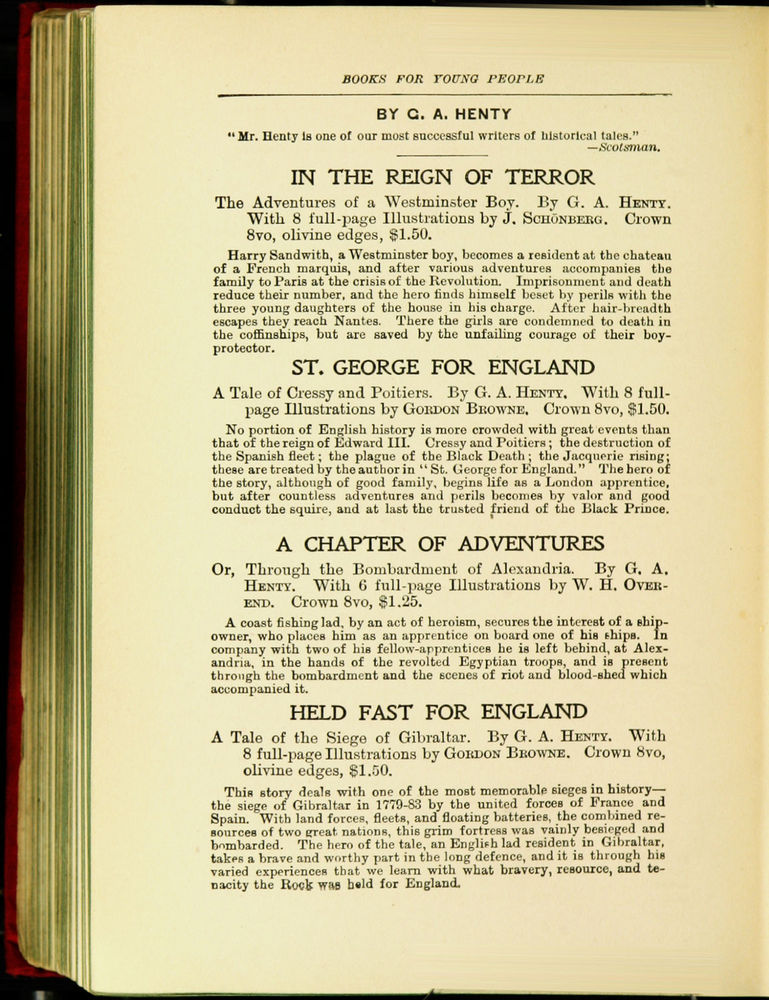 BOOKS FOR YOUNG PEOPLE
BY G. A. HENTY
“Mr. Henty is one of our most successful writers of historical tales.”
—Scotsman.
IN THE REIGN OF TERROR
The Adventures of a Westminster Boy. By G. A. HENTY.
With 8 full-page Illustrations by J. SCHÖNBERG. Crown
8vo, olivine edges, $1.50.
Harry Sandwith, a Westminster boy, becomes a resident at the chateau
of a French marquis, and after various adventures accompanies the
family to Paris at the crisis of the Revolution. Imprisonment and death
reduce their number, and the hero finds himself beset by perils with the
three young daughters of the house in his charge. After hair-breadth
escapes they reach Nantes. There the girls are condemned to death in
the coffinships, but are saved by the unfailing courage of their boy-
protector.
ST. GEORGE FOR ENGLAND
A Tale of Cressy and Poitiers. By G. A. HENTY. With 8 full-
page Illustrations by GORDON BROWNE. Crown 8vo, $1.50.
No portion of English history is more crowded with great events than
that of the reign of Edward III. Cressy and Poitiers; the destruction of
the Spanish fleet; the plague of the Black Death; the Jacquerie rising;
these are treated by the author in “St. George for England.” The hero of
the story, although of good family, begins life as a London apprentice,
but after countless adventures and perils becomes by valor and good
conduct the squire, and at last the trusted friend of the Black Prince.
A CHAPTER OF ADVENTURES
Or, Through the Bombardment of Alexandria. By G. A.
HENTY. With 6 full-page Illustrations by W. H. OVER-
END. Crown 8vo, $1.25.
A coast fishing lad, by an act of heroism, secures the interest of a ship-
owner, who places him as an apprentice on board one of his ships. In
company with two of his fellow-apprentices he is left behind, at Alex-
andria, in the hands of the revolted Egyptian troops, and is present
through the bombardment and the scenes of riot and blood-shed which
accompanied it.
HELD FAST FOR ENGLAND
A Tale of the Siege of Gibraltar. By G. A. HENTY. With
8 full-page Illustrations by GORDON BROWNE. Crown 8vo,
olivine edges, $1.50.
This story deals with one of the most memorable sieges in history—
the siege of Gibraltar in 1779-83 by the united forces of France and
Spain. With land forces, fleets, and floating batteries, the combined re-
sources of two great nations, this grim fortress was vainly besieged and
bombarded. The hero of the tale, an English lad resident in Gibraltar,
takes a brave and worthy part in the long defence, and it is through his
varied experiences that we learn with what bravery, resource, and te-
nacity the Rock was held for England.